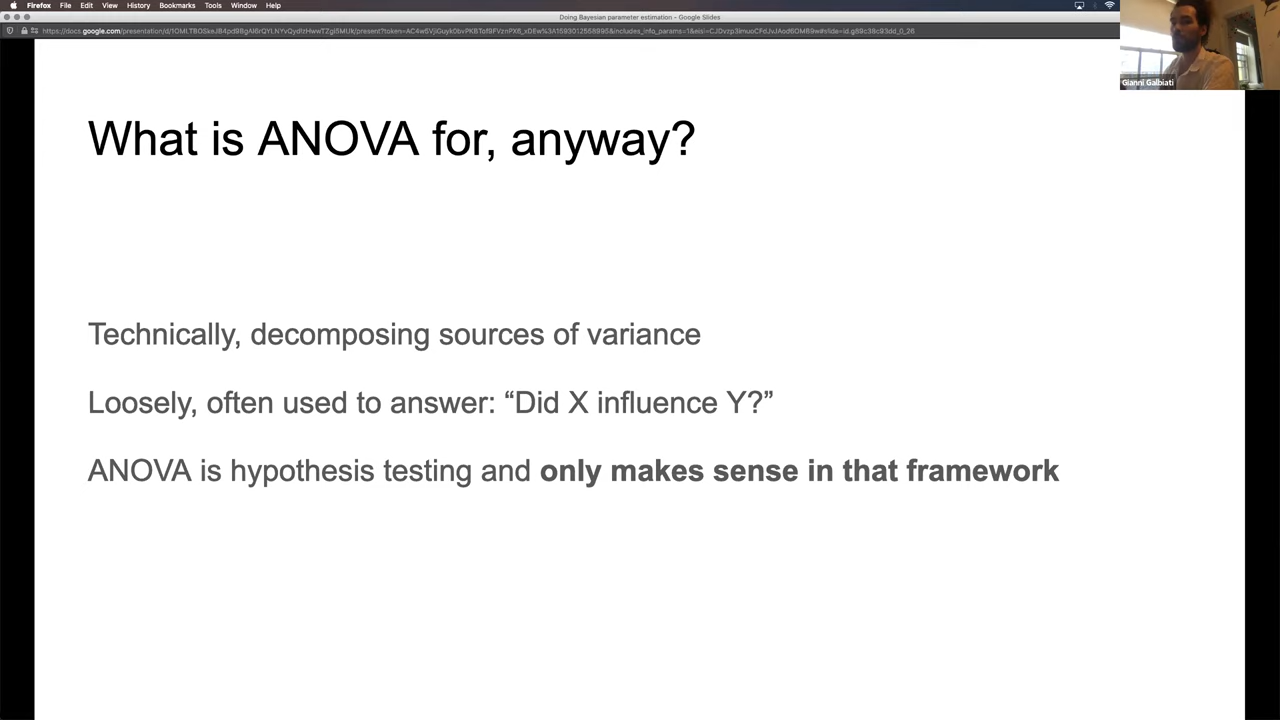 Firefox File Edit View History Bookmarks Tools Window Help
Doing Bayesian parameter estimation - Google Slides
Gianni Galbiati
What is ANOVA for, anyway?
Technically, decomposing sources of variance
Loosely, often used to answer: “Did X influence Y?”
ANOVA is hypothesis testing and only makes sense in that framework